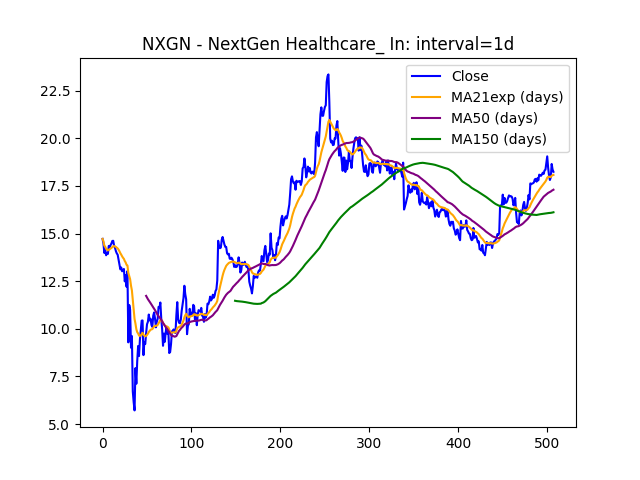 NXGN - NextGen Healthcare_ In: interval=1d
Close
MA21exp (days)
MA50 (days)
MA150 (days)
22.5
20.0
17.5
15.0
12.5
10.0
7.5
5.0
0 100 200 300 400 500